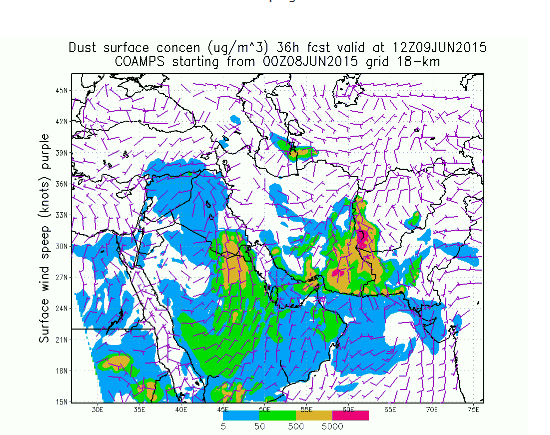 Dust surface concen (ug/m^3) 36h fcst valid at 12Z09JUN2015
COAMPS starting from 00Z08JUN2015 grid 18-km
Surface wind speep (knots) purple
45N
42N
39N
36N
33N
30N
27N
24N
21N
18N
15N
30E 35E 40E 45E 50E 55E 60E 65E 70E 75E
5 50 500 5000